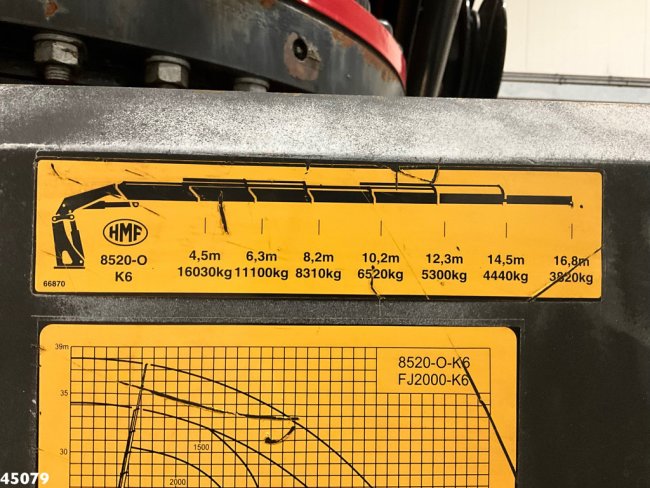 HMF
8520-O
K6
66870
4,5m 6,3m 8,2m 10,2m 12,3m 14,5m 16,8m
16030kg 11100kg 8310kg 6520kg 5300kg 4440kg 3820kg
39m
8520-O-K6
FJ2000-K6
35
30
1500
2000
45079